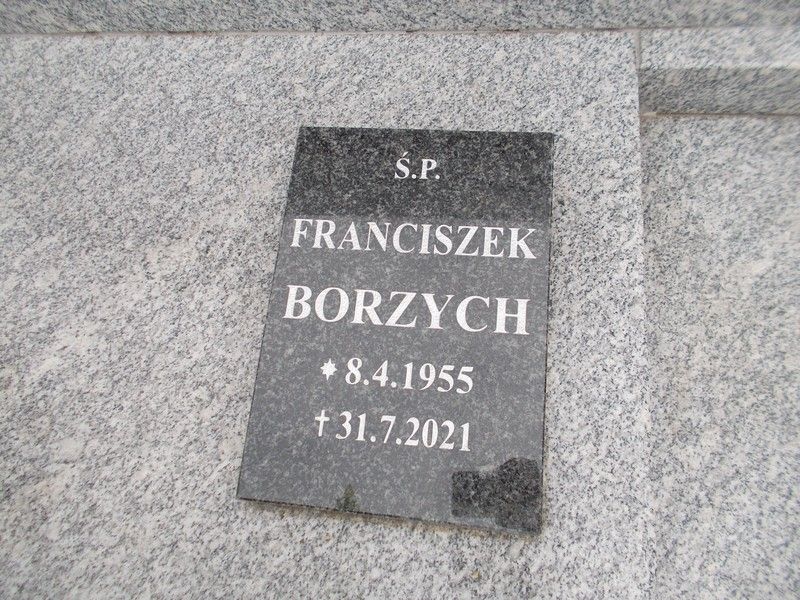 Ś.P.
FRANCISZEK
BORZYCH
* 8.4.1955
† 31.7.2021